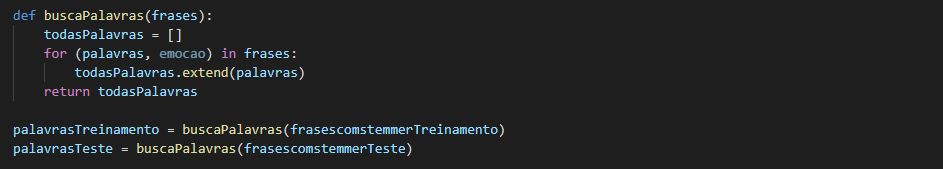 def buscaPalavras(frases):
    todasPalavras = []
    for (palavras, emocao) in frases:
        todasPalavras.extend(palavras)
    return todasPalavras

palavrasTreinamento = buscaPalavras(frasescomstemmerTreinamento)
palavrasTeste = buscaPalavras(frasescomstemmerTeste)